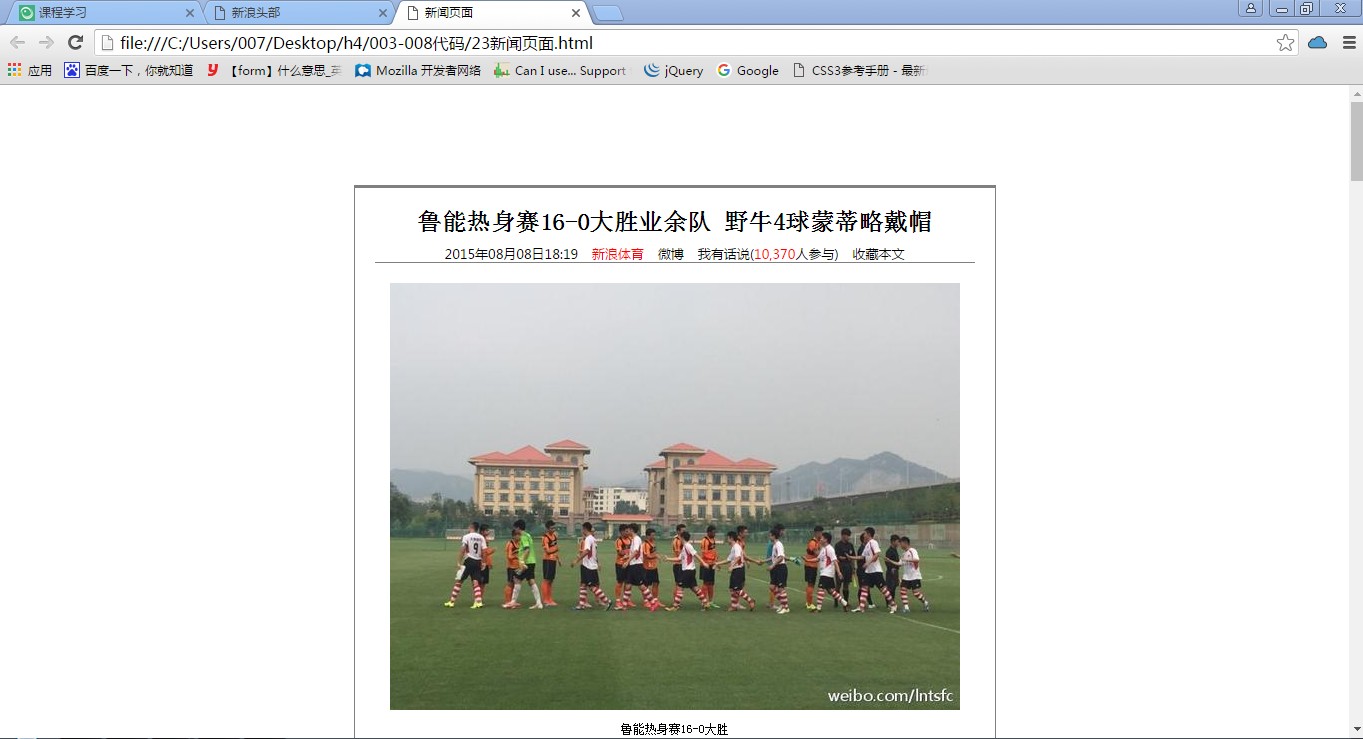 课程学习 新浪头部 新闻页面
file:///C:/Users/007/Desktop/h4/003-008代码/23新闻页面.html
应用 百度一下,你就知道 【form】什么意思_英 Mozilla 开发者网络 Can I use... Support jQuery Google CSS3参考手册 - 最新
鲁能热身赛16-0大胜业余队 野牛4球蒙蒂略戴帽
2015年08月08日18:19 新浪体育 微博 我有话说(10,370人参与) 收藏本文
9
weibo.com/lntsfc
鲁能热身赛16-0大胜